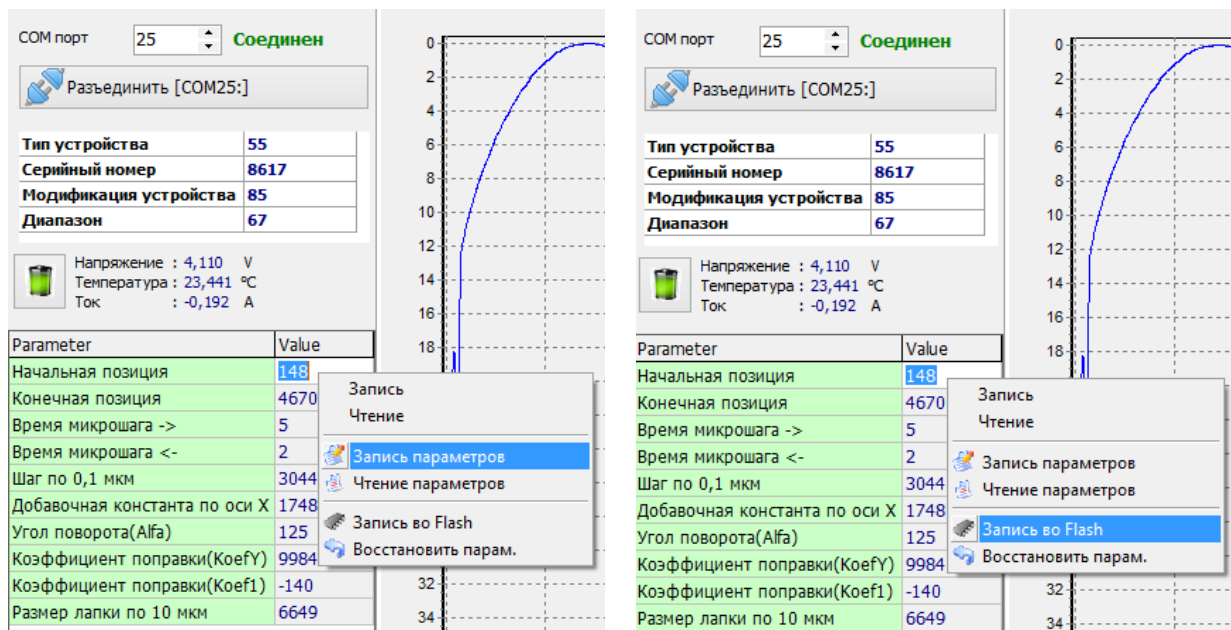 COM порт 25 Соединен
Разъединить [COM25:]
Тип устройства 55
Серийный номер 8617
Модификация устройства 85
Диапазон 67
Напряжение : 4,110 V
Температура : 23,441 °C
Ток : -0,192 A
Parameter Value
Начальная позиция 148
Конечная позиция 4670
Время микрошага -> 5
Время микрошага <- 2
Шаг по 0,1 мкм 3044
Добавочная константа по оси X 1748
Угол поворота(Alfa) 125
Коэффициент поправки(KoefY) 9984
Коэффициент поправки(Koef1) -140
Размер лапки по 10 мкм 6649
Запись
Чтение
Запись параметров
Чтение параметров
Запись во Flash
Восстановить парам.
0
2
4
6
8
10
12
14
16
18
32
34
COM порт 25 Соединен
Разъединить [COM25:]
Тип устройства 55
Серийный номер 8617
Модификация устройства 85
Диапазон 67
Напряжение : 4,110 V
Температура : 23,441 °C
Ток : -0,192 A
Parameter Value
Начальная позиция 148
Конечная позиция 4670
Время микрошага -> 5
Время микрошага <- 2
Шаг по 0,1 мкм 3044
Добавочная константа по оси X 1748
Угол поворота(Alfa) 125
Коэффициент поправки(KoefY) 9984
Коэффициент поправки(Koef1) -140
Размер лапки по 10 мкм 6649
Запись
Чтение
Запись параметров
Чтение параметров
Запись во Flash
Восстановить парам.
0
2
4
6
8
10
12
14
16
18
32
34